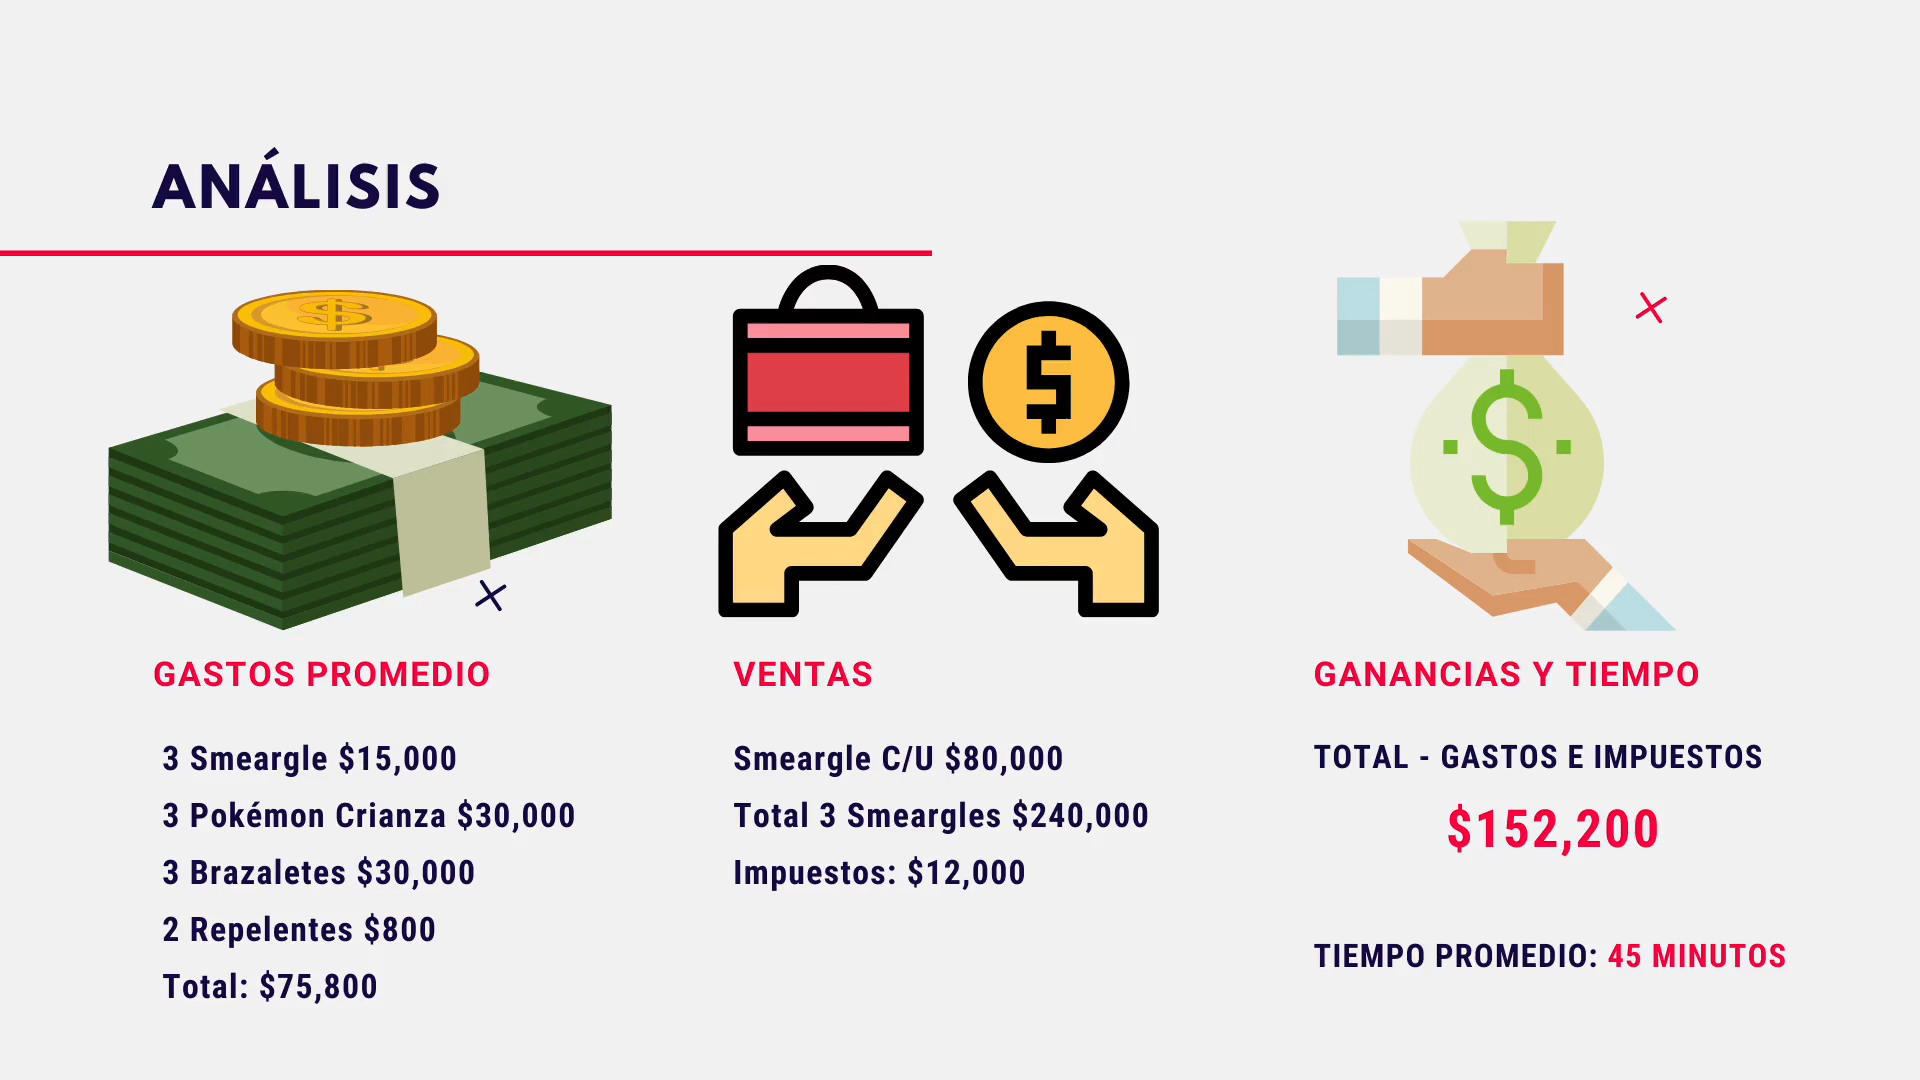 ANÁLISIS
GASTOS PROMEDIO
3 Smeargle $15,000
3 Pokémon Crianza $30,000
3 Brazaletes $30,000
2 Repelentes $800
Total: $75,800
VENTAS
Smeargle C/U $80,000
Total 3 Smeargles $240,000
Impuestos: $12,000
GANANCIAS Y TIEMPO
TOTAL - GASTOS E IMPUESTOS
$152,200
TIEMPO PROMEDIO: 45 MINUTOS